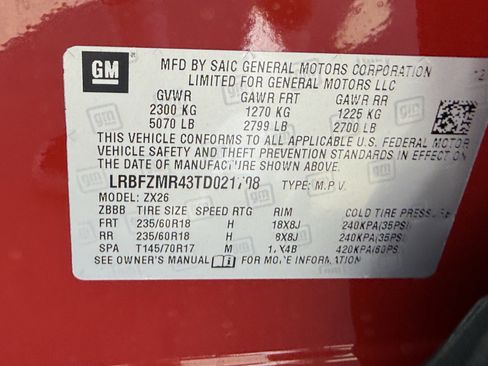 GM
MFD BY SAIC GENERAL MOTORS CORPORATION
LIMITED FOR GENERAL MOTORS LLC
GVWR GAWR FRT GAWR RR
2300 KG 1270 KG 1225 KG
5070 LB 2799 LB 2700 LB
THIS VEHICLE CONFORMS TO ALL APPLICABLE U.S. FEDERAL MOTOR
VEHICLE SAFETY AND THEFT PREVENTION STANDARDS IN EFFECT ON
THE DATE OF MANUFACTURE SHOWN ABOVE.
TYPE: M.P.V.
MODEL: ZX26
ZBBB TIRE SIZE SPEED RTG RIM COLD TIRE PRESSURE
FRT 235/60R18 H 18X8J 240KPA(35PSI)
RR 235/60R18 H 240KPA(35PSI)
SPA T145/70R17 M 420KPA(60PSI)
SEE OWNER'S MANUAL FOR MORE INFORMATION